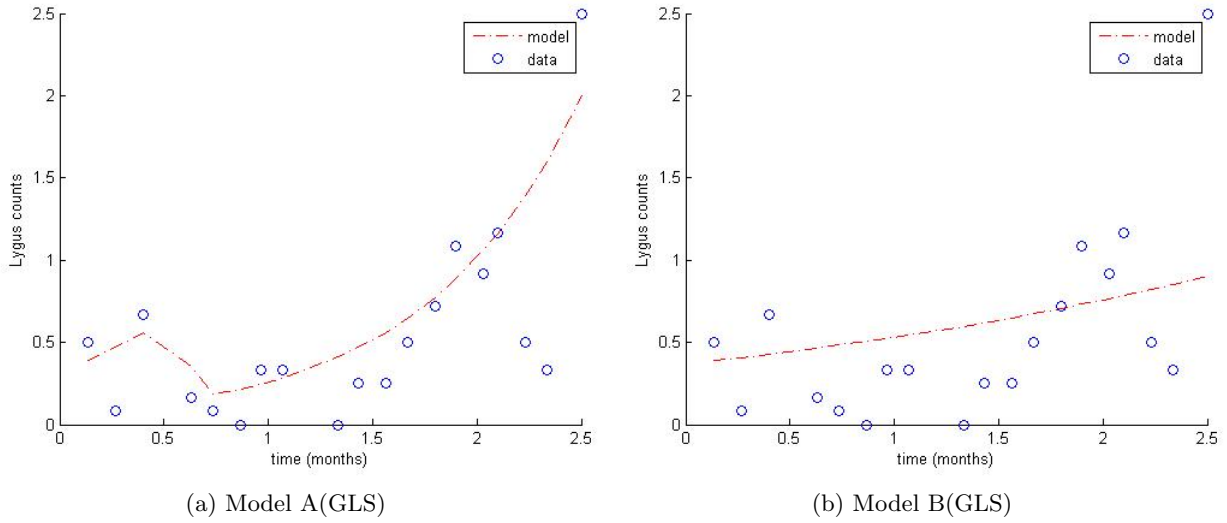 2.5
2
1.5
1
0.5
0
Lygus counts
model
data
0 0.5 1 1.5 2 2.5
time (months)
(a) Model A(GLS)
2.5
2
1.5
1
0.5
0
Lygus counts
model
data
0 0.5 1 1.5 2 2.5
time (months)
(b) Model B(GLS)